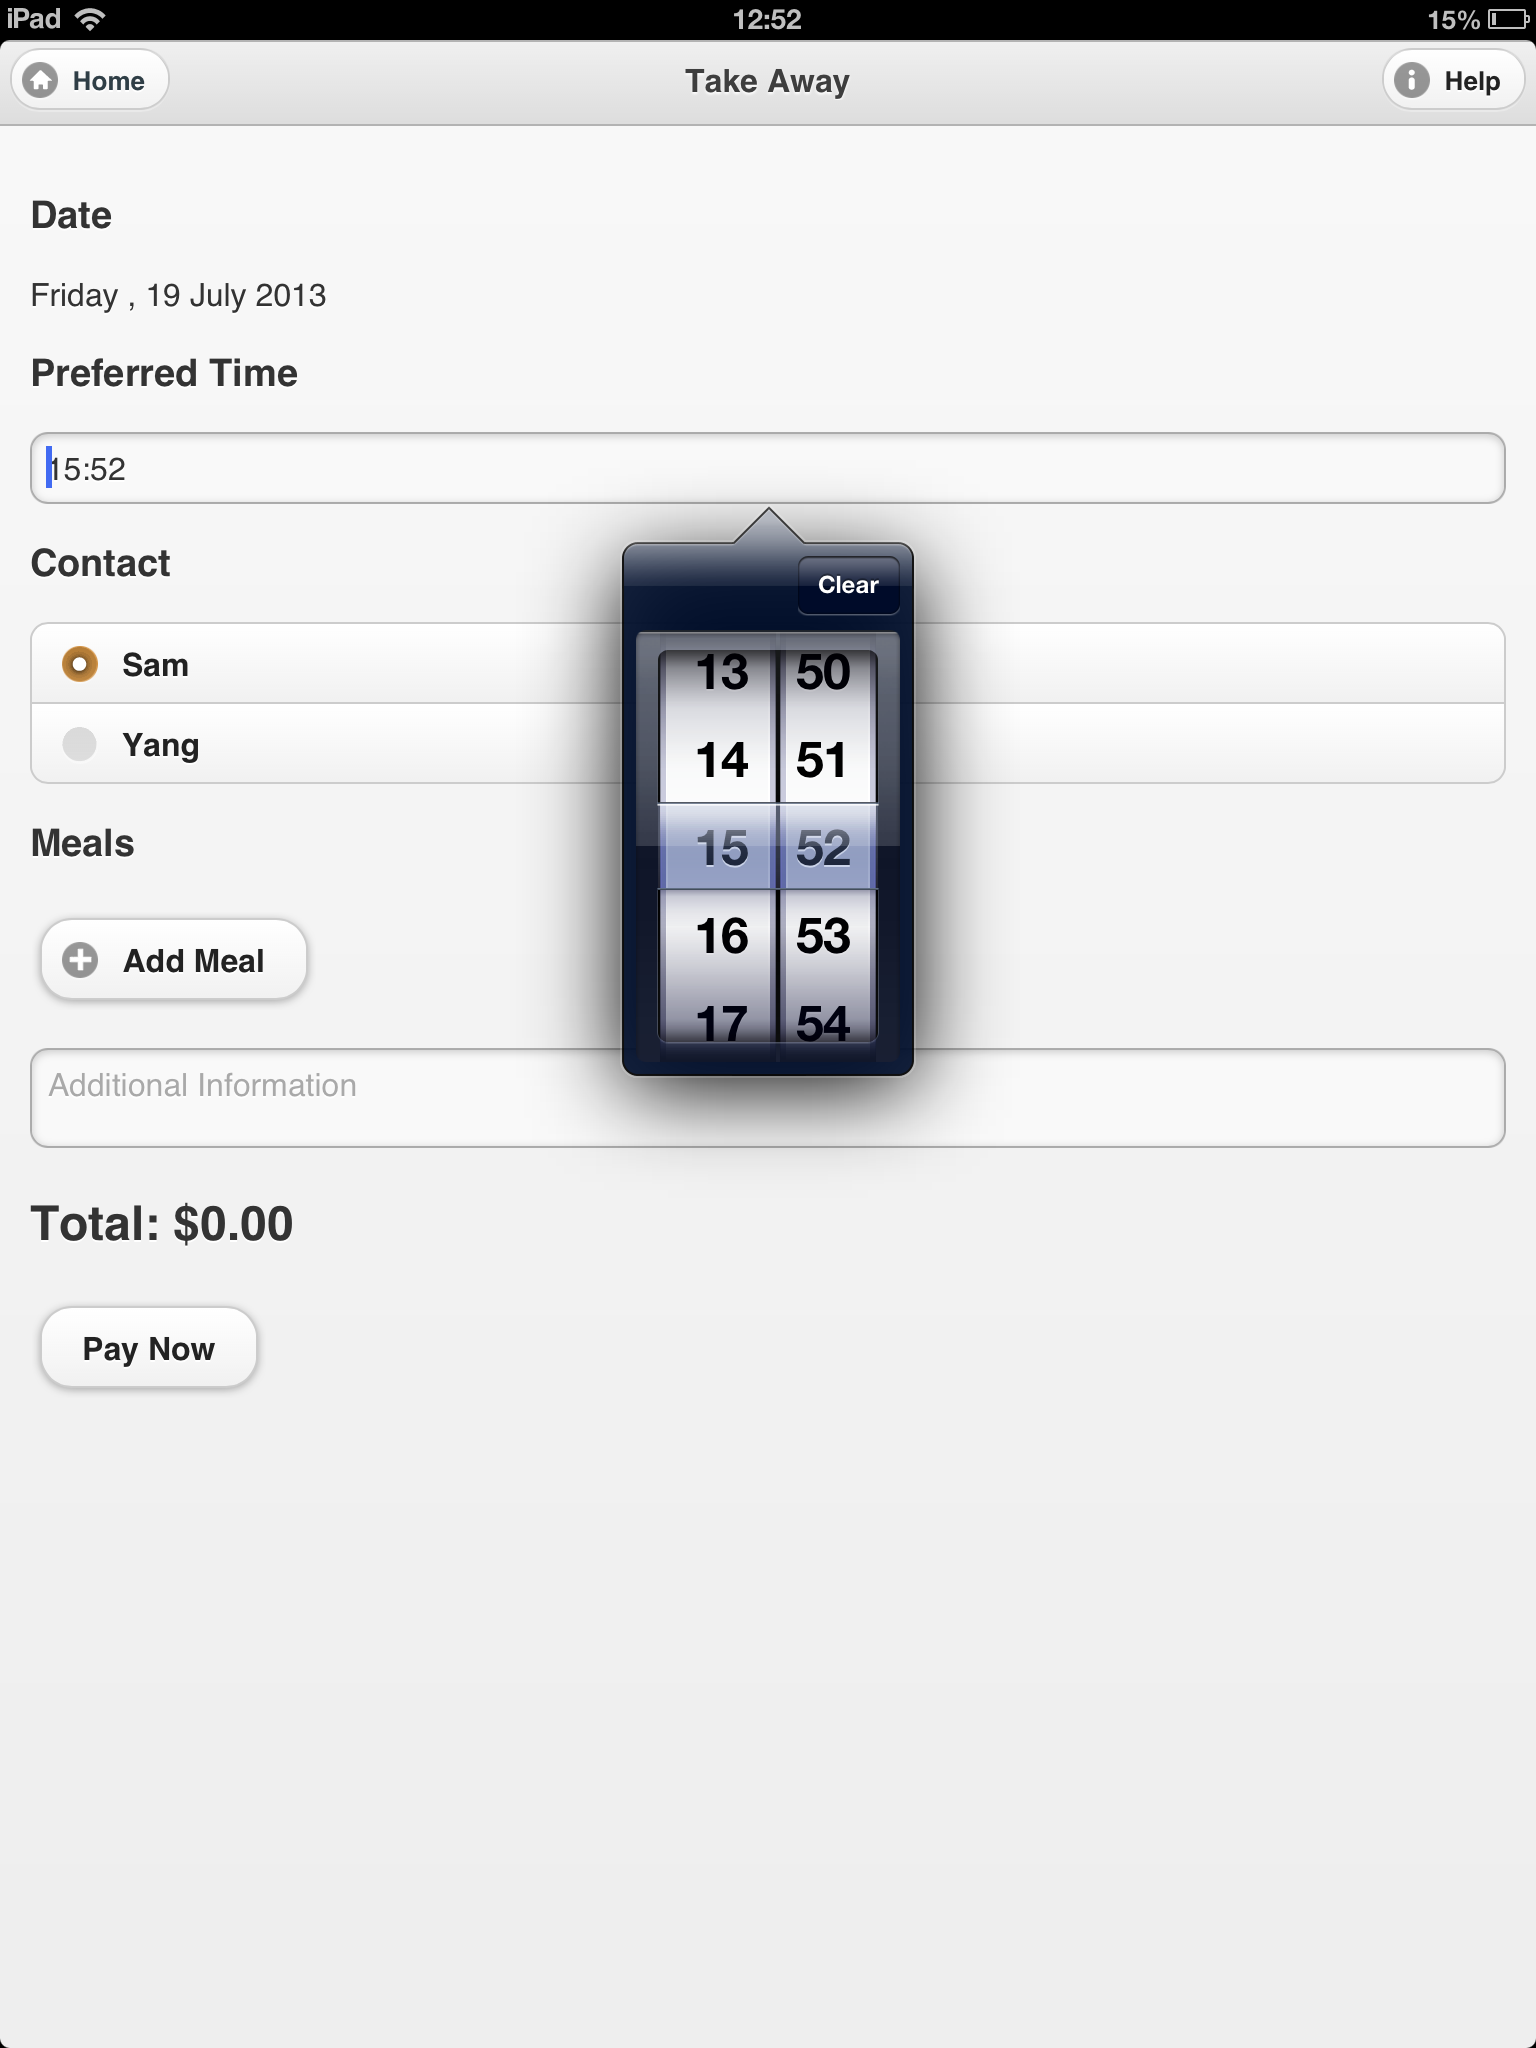 iPad 12:52 15%
Home Take Away Help
Date
Friday , 19 July 2013
Preferred Time
15:52
Contact
Clear
Sam
Yang
13 50
14 51
15 52
16 53
17 54
Meals
Add Meal
Additional Information
Total: $0.00
Pay Now